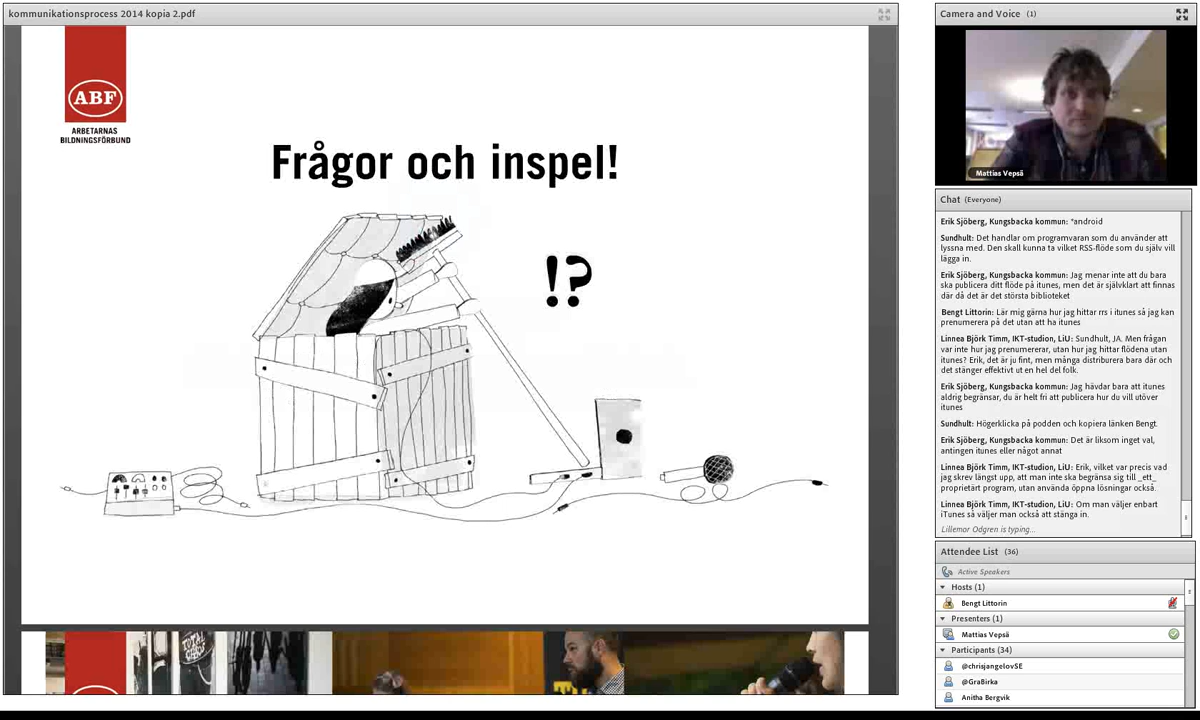 kommunikationsprocess 2014 kopia 2.pdf
ABF
ARBETARNAS
BILDNINGSFÖRBUND
Frågor och inspel!
!?
TOTAL
Camera and Voice (1)
Mattias Vepsä
Chat (Everyone)
Erik Sjöberg, Kungsbacka kommun: *android
Sundhult: Det handlar om programvaran som du använder att
lyssna med. Den skall kunna ta vilket RSS-flöde som du själv vill
lägga in.
Erik Sjöberg, Kungsbacka kommun: Jag menar inte att du bara
ska publicera ditt flöde på itunes, men det är självklart att finnas
där då det är det största biblioteket
Bengt Littorin: Lär mig gärna hur jag hittar rrs i itunes så jag kan
prenumerera på det utan att ha itunes
Linnea Björk Timm, IKT-studion, LiU: Sundhult, JA. Men frågan
var inte hur jag prenumererar, utan hur jag hittar flödena utan
itunes? Erik, det är ju fint, men många distribuerar bara där och
det stänger effektivt ut en hel del folk.
Erik Sjöberg, Kungsbacka kommun: Jag hävdar bara att itunes
aldrig begränsar, du är helt fri att publicera hur du vill utöver
itunes
Sundhult: Högerklicka på podden och kopiera länken Bengt.
Erik Sjöberg, Kungsbacka kommun: Det är liksom inget val,
antingen itunes eller något annat
Linnea Björk Timm, IKT-studion, LiU: Erik, vilket var precis vad
jag skrev längst upp, att man inte ska begränsa sig till _ett_
proprietärt program, utan använda öppna lösningar också.
Linnea Björk Timm, IKT-studion, LiU: Om man väljer enbart
iTunes så väljer man också att stänga in.
Lillemor Odgren is typing...
Attendee List (36)
Active Speakers
Hosts (1)
Bengt Littorin
Presenters (1)
Mattias Vepsä
Participants (34)
@chrisjangelovSE
@GraBirka
Anitha Bergvik